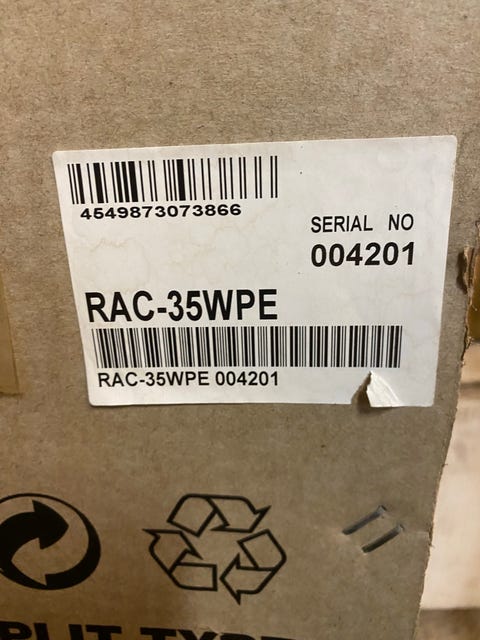 4549873073866
SERIAL NO
004201
RAC-35WPE
RAC-35WPE 004201